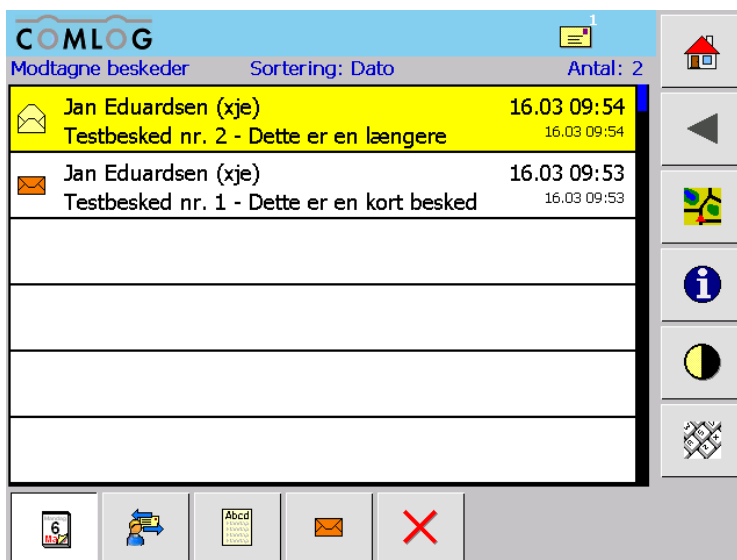 COMLOG
1
Modtagne beskeder Sortering: Dato Antal: 2
Jan Eduardsen (xje) 16.03 09:54
Testbesked nr. 2 - Dette er en længere 16.03 09:54
Jan Eduardsen (xje) 16.03 09:53
Testbesked nr. 1 - Dette er en kort besked 16.03 09:53
6
Abcd